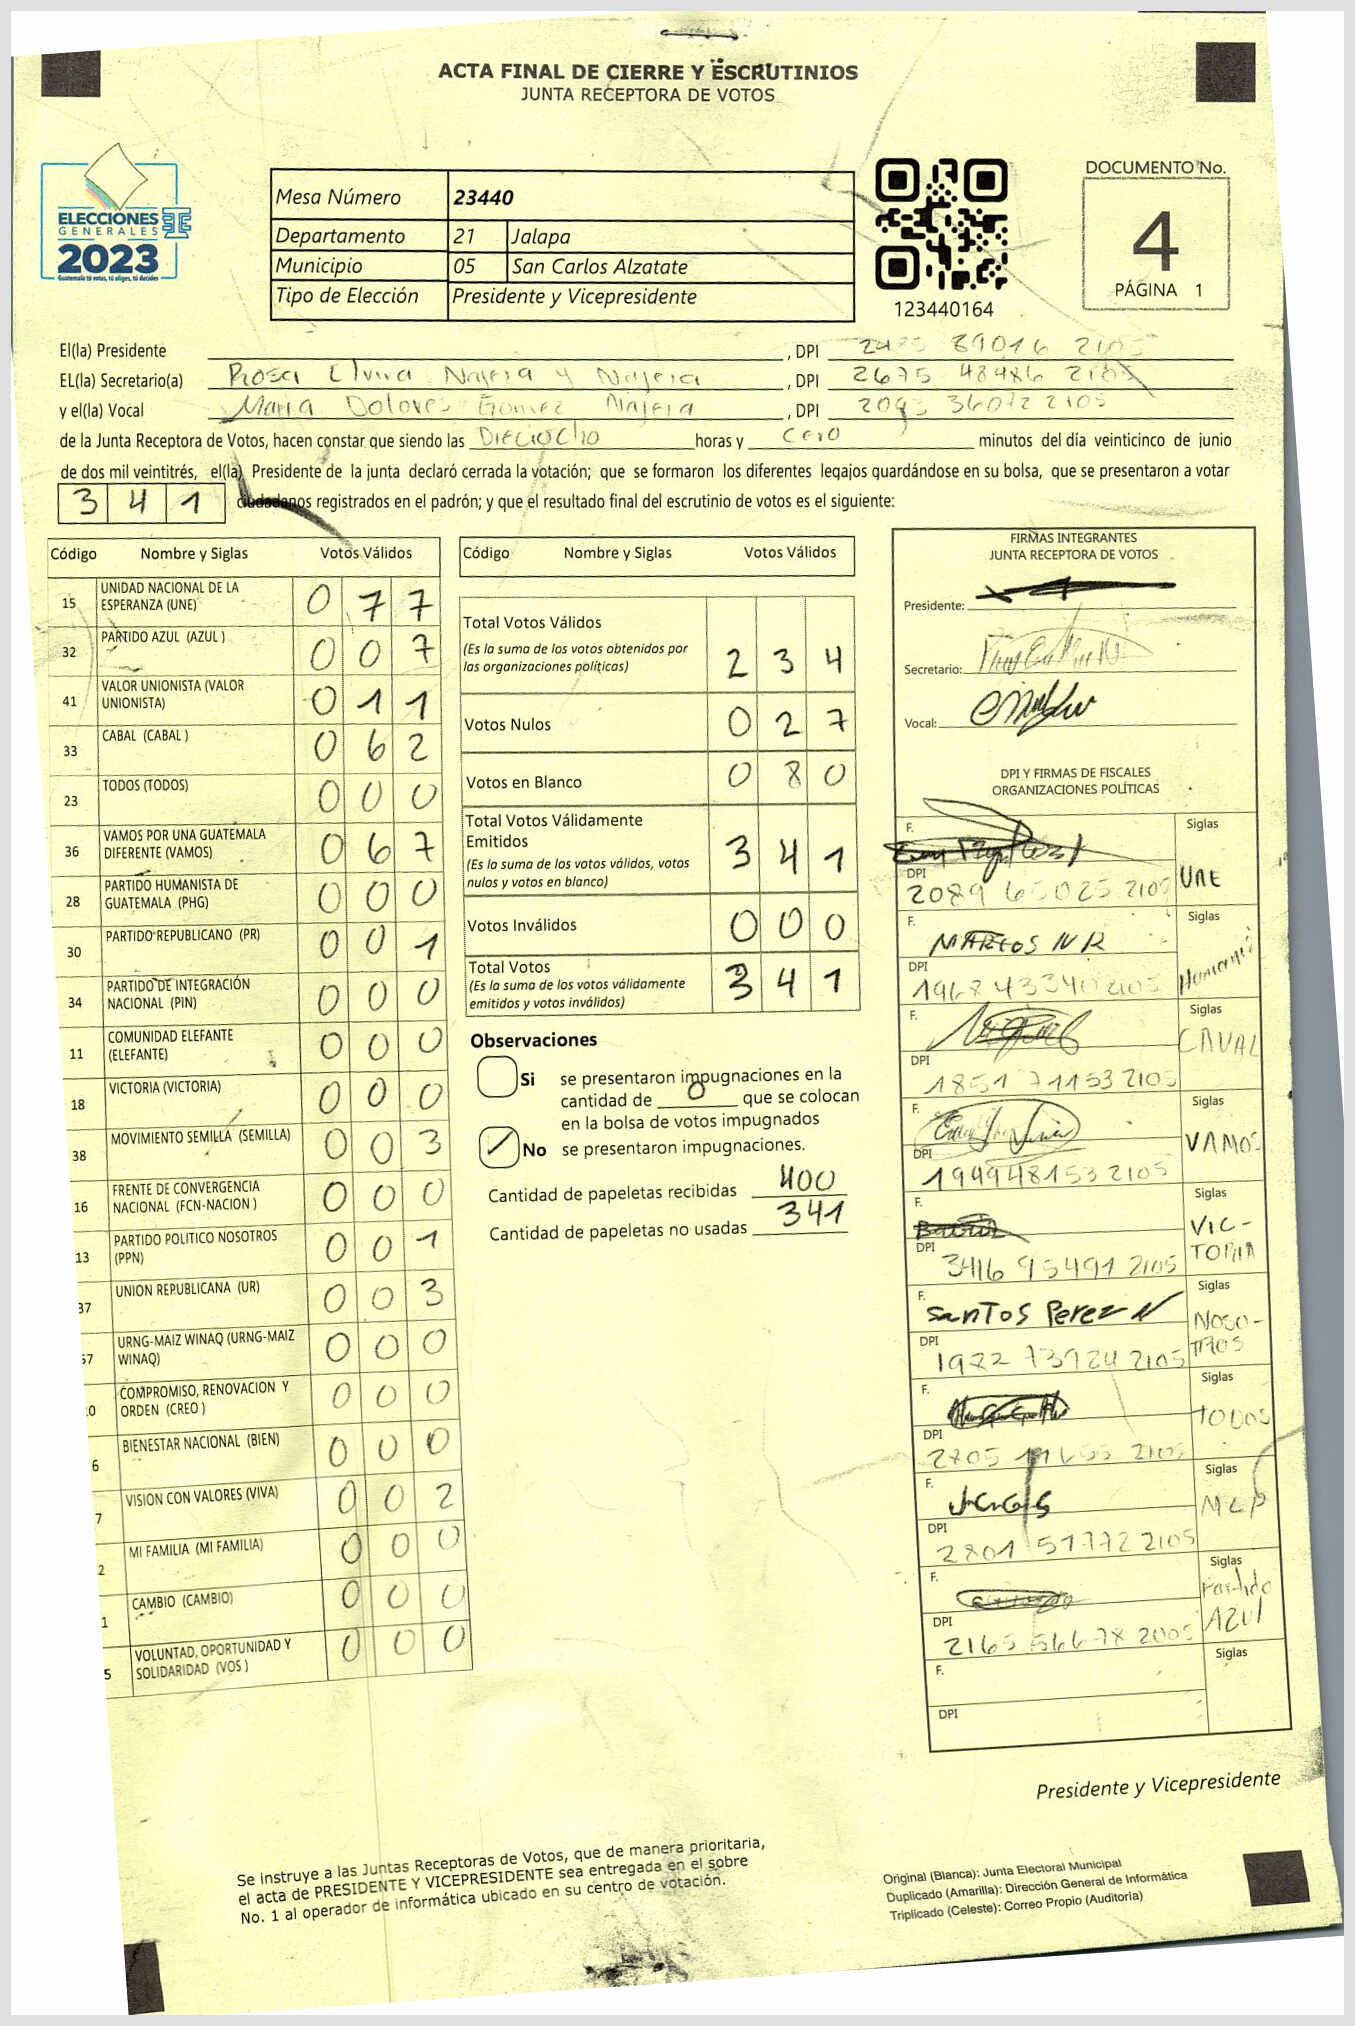 ACTA FINAL DE CIERRE Y ESCRUTINIOS
JUNTA RECEPTORA DE VOTOS
ELECCIONES
GENERALES
2023
Guatemala tú votas, tú eliges, tú decides
Mesa Número 23440
Departamento 21 Jalapa
Municipio 05 San Carlos Alzatate
Tipo de Elección Presidente y Vicepresidente
123440164
DOCUMENTO No.
4
PÁGINA 1
El(la) Presidente , DPI 89016 2105
EL(la) Secretario(a) Rosa Elvira Najera y Najera , DPI 2675 48486 2105
y el(la) Vocal Maria Dolores Gomez Najera , DPI 36072 2105
de la Junta Receptora de Votos, hacen constar que siendo las Dieciocho horas y cero minutos del día veinticinco de junio
de dos mil veintitrés, el(la) Presidente de la junta declaró cerrada la votación; que se formaron los diferentes legajos guardándose en su bolsa, que se presentaron a votar
3 4 1 ciudadanos registrados en el padrón; y que el resultado final del escrutinio de votos es el siguiente:
Código Nombre y Siglas Votos Válidos
15 UNIDAD NACIONAL DE LA ESPERANZA (UNE) 0 7 7
32 PARTIDO AZUL (AZUL ) 0 0 7
41 VALOR UNIONISTA (VALOR UNIONISTA) 0 1 1
33 CABAL (CABAL ) 0 6 2
23 TODOS (TODOS) 0 0 0
36 VAMOS POR UNA GUATEMALA DIFERENTE (VAMOS) 0 6 7
28 PARTIDO HUMANISTA DE GUATEMALA (PHG) 0 0 0
30 PARTIDO REPUBLICANO (PR) 0 0 1
34 PARTIDO DE INTEGRACIÓN NACIONAL (PIN) 0 0 0
11 COMUNIDAD ELEFANTE (ELEFANTE) 0 0 0
18 VICTORIA (VICTORIA) 0 0 0
38 MOVIMIENTO SEMILLA (SEMILLA) 0 0 3
16 FRENTE DE CONVERGENCIA NACIONAL (FCN-NACION ) 0 0 0
13 PARTIDO POLITICO NOSOTROS (PPN) 0 0 1
37 UNION REPUBLICANA (UR) 0 0 3
57 URNG-MAIZ WINAQ (URNG-MAIZ WINAQ) 0 0 0
0 COMPROMISO, RENOVACION Y ORDEN (CREO ) 0 0 0
6 BIENESTAR NACIONAL (BIEN) 0 0 0
7 VISION CON VALORES (VIVA) 0 0 2
2 MI FAMILIA (MI FAMILIA) 0 0 0
1 CAMBIO (CAMBIO) 0 0 0
5 VOLUNTAD, OPORTUNIDAD Y SOLIDARIDAD (VOS ) 0 0 0
Código Nombre y Siglas Votos Válidos
Total Votos Válidos
(Es la suma de los votos obtenidos por
las organizaciones políticas) 2 3 4
Votos Nulos 0 2 7
Votos en Blanco 0 8 0
Total Votos Válidamente
Emitidos
(Es la suma de los votos válidos, votos
nulos y votos en blanco) 3 4 1
Votos Inválidos 0 0 0
Total Votos
(Es la suma de los votos válidamente
emitidos y votos inválidos) 3 4 1
Observaciones
Si se presentaron impugnaciones en la
cantidad de 0 que se colocan
en la bolsa de votos impugnados
No se presentaron impugnaciones.
Cantidad de papeletas recibidas 400
Cantidad de papeletas no usadas 341
FIRMAS INTEGRANTES
JUNTA RECEPTORA DE VOTOS
Presidente:
Secretario:
Vocal:
DPI Y FIRMAS DE FISCALES
ORGANIZACIONES POLÍTICAS
F. Siglas
DPI 2089 65025 2105 UNE
F. MARCOS N R Siglas
DPI 1968 43340 2105
F. Siglas
DPI 1851 71153 2105 CAVAL
F. Siglas
DPI 1949 48153 2105 VAMOS
F. Siglas
DPI 3416 95491 2105 VICTORIA
F. SANTOS Perez N Siglas
DPI 1922 73924 2105 NOSOTROS
F. Siglas
DPI 2105 TODOS
F. Siglas
DPI 2801 51772 2105 MLP
F. Siglas
DPI 2165 56678 2005 Partido AZUl
F. Siglas
DPI
Presidente y Vicepresidente
Se instruye a las Juntas Receptoras de Votos, que de manera prioritaria,
el acta de PRESIDENTE Y VICEPRESIDENTE sea entregada en el sobre
No. 1 al operador de informática ubicado en su centro de votación.
Original (Blanca): Junta Electoral Municipal
Duplicado (Amarilla): Dirección General de Informática
Triplicado (Celeste): Correo Propio (Auditoria)